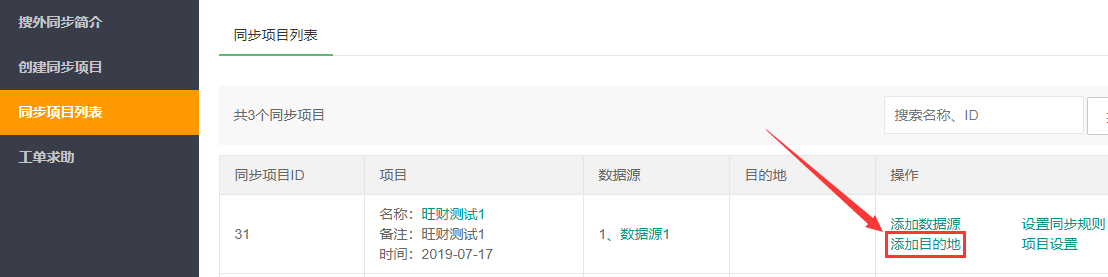 搜外同步简介
创建同步项目
同步项目列表
工单求助
同步项目列表
共3个同步项目
搜索名称、ID
同步项目ID 项目 数据源 目的地 操作
31
名称：旺财测试1
备注：旺财测试1
时间：2019-07-17
1、数据源1
添加数据源 设置同步规则
添加目的地 项目设置